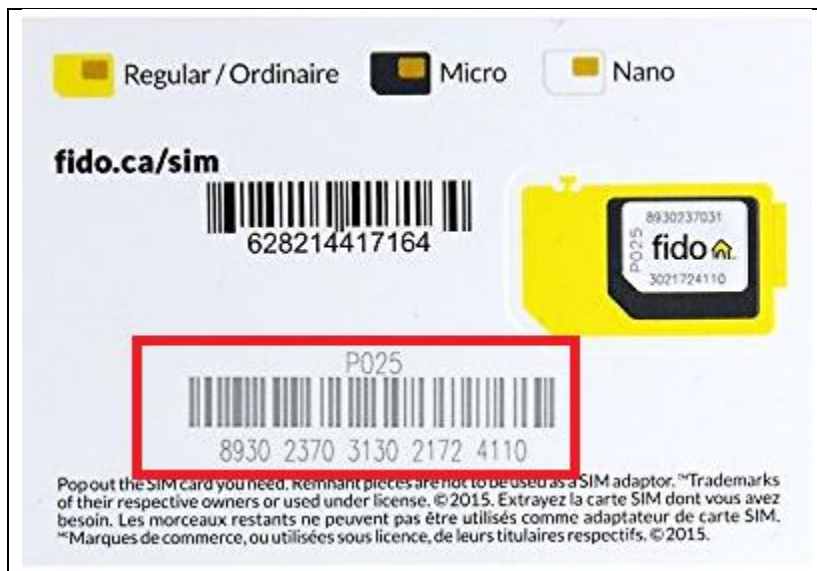 Regular / Ordinaire Micro Nano
fido.ca/sim
628214417164
8930237031
P025
fido
3021724110
P025
8930 2370 3130 2172 4110
Pop out the SIM card you need. Remnant pieces are not to be used as a SIM adaptor. ™Trademarks
of their respective owners or used under license. ©2015. Extrayez la carte SIM dont vous avez
besoin. Les morceaux restants ne peuvent pas être utilisés comme adaptateur de carte SIM.
MCMarques de commerce, ou utilisées sous licence, de leurs titulaires respectifs. ©2015.